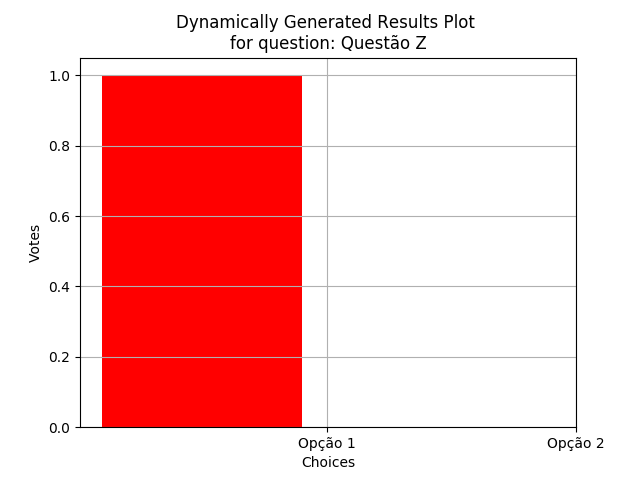 Dynamically Generated Results Plot
for question: Questão Z
1.0
0.8
0.6
0.4
0.2
0.0
Votes
Opção 1
Opção 2
Choices